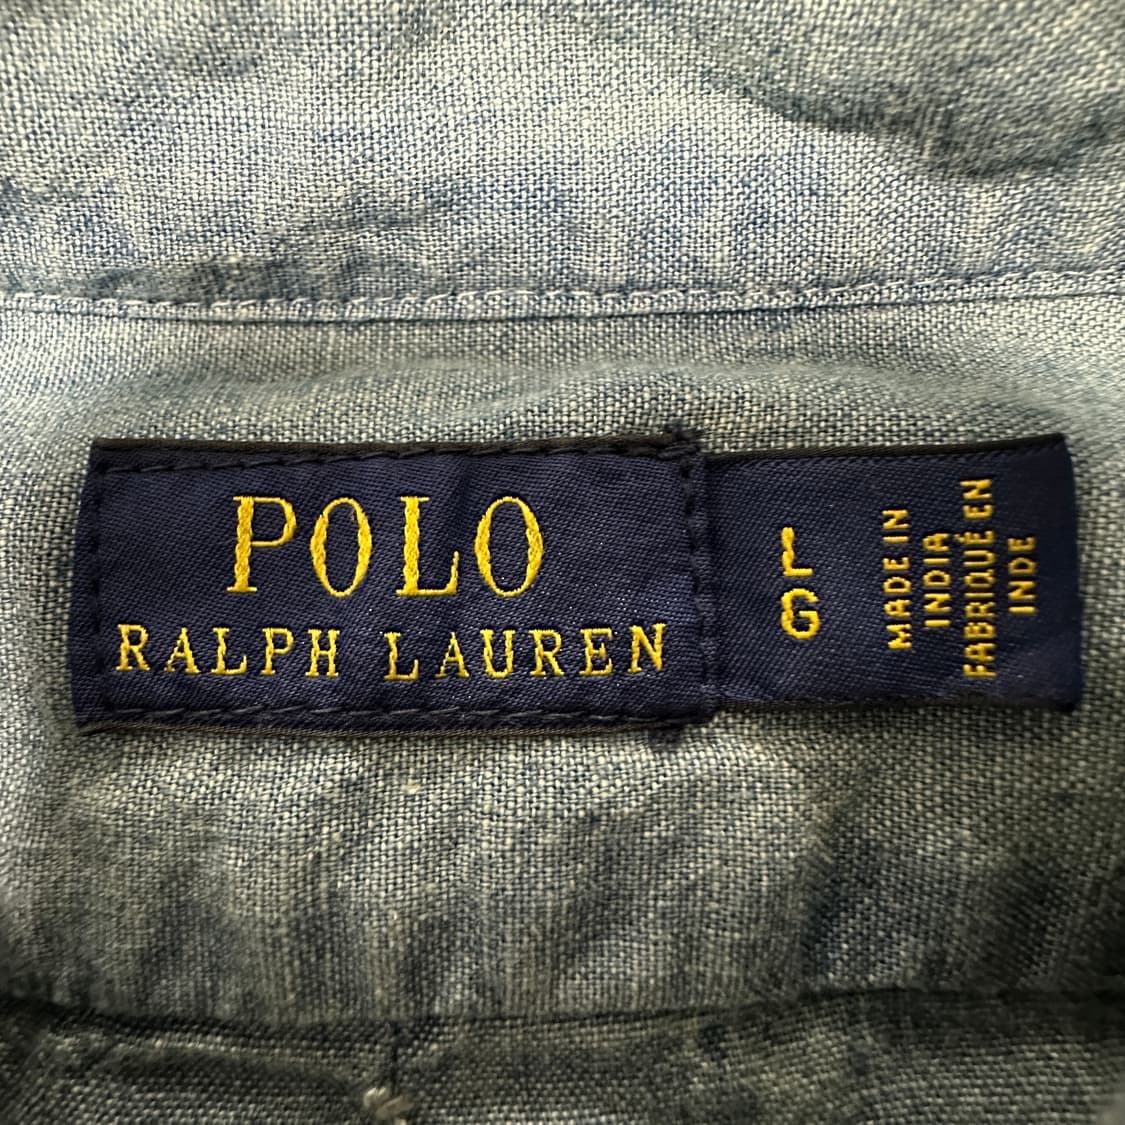 POLO
RALPH LAUREN
L
G
MADE IN
INDIA
FABRIQUÉ EN
INDE